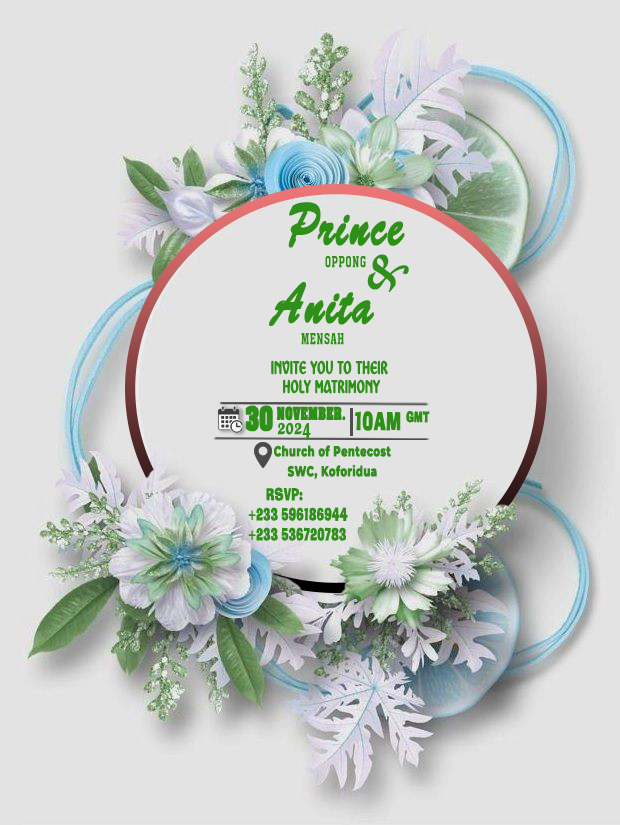 Prince
OPPONG
&
Anita
MENSAH
INVITE YOU TO THEIR
HOLY MATRIMONY
30 NOVEMBER. 2024 10AM GMT
Church of Pentecost
SWC, Koforidua
RSVP:
+233 596186944
+233 536720783